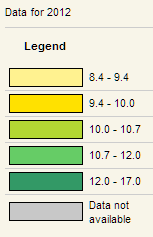 Data for 2012
Legend
8.4 - 9.4
9.4 - 10.0
10.0 - 10.7
10.7 - 12.0
12.0 - 17.0
Data not
available